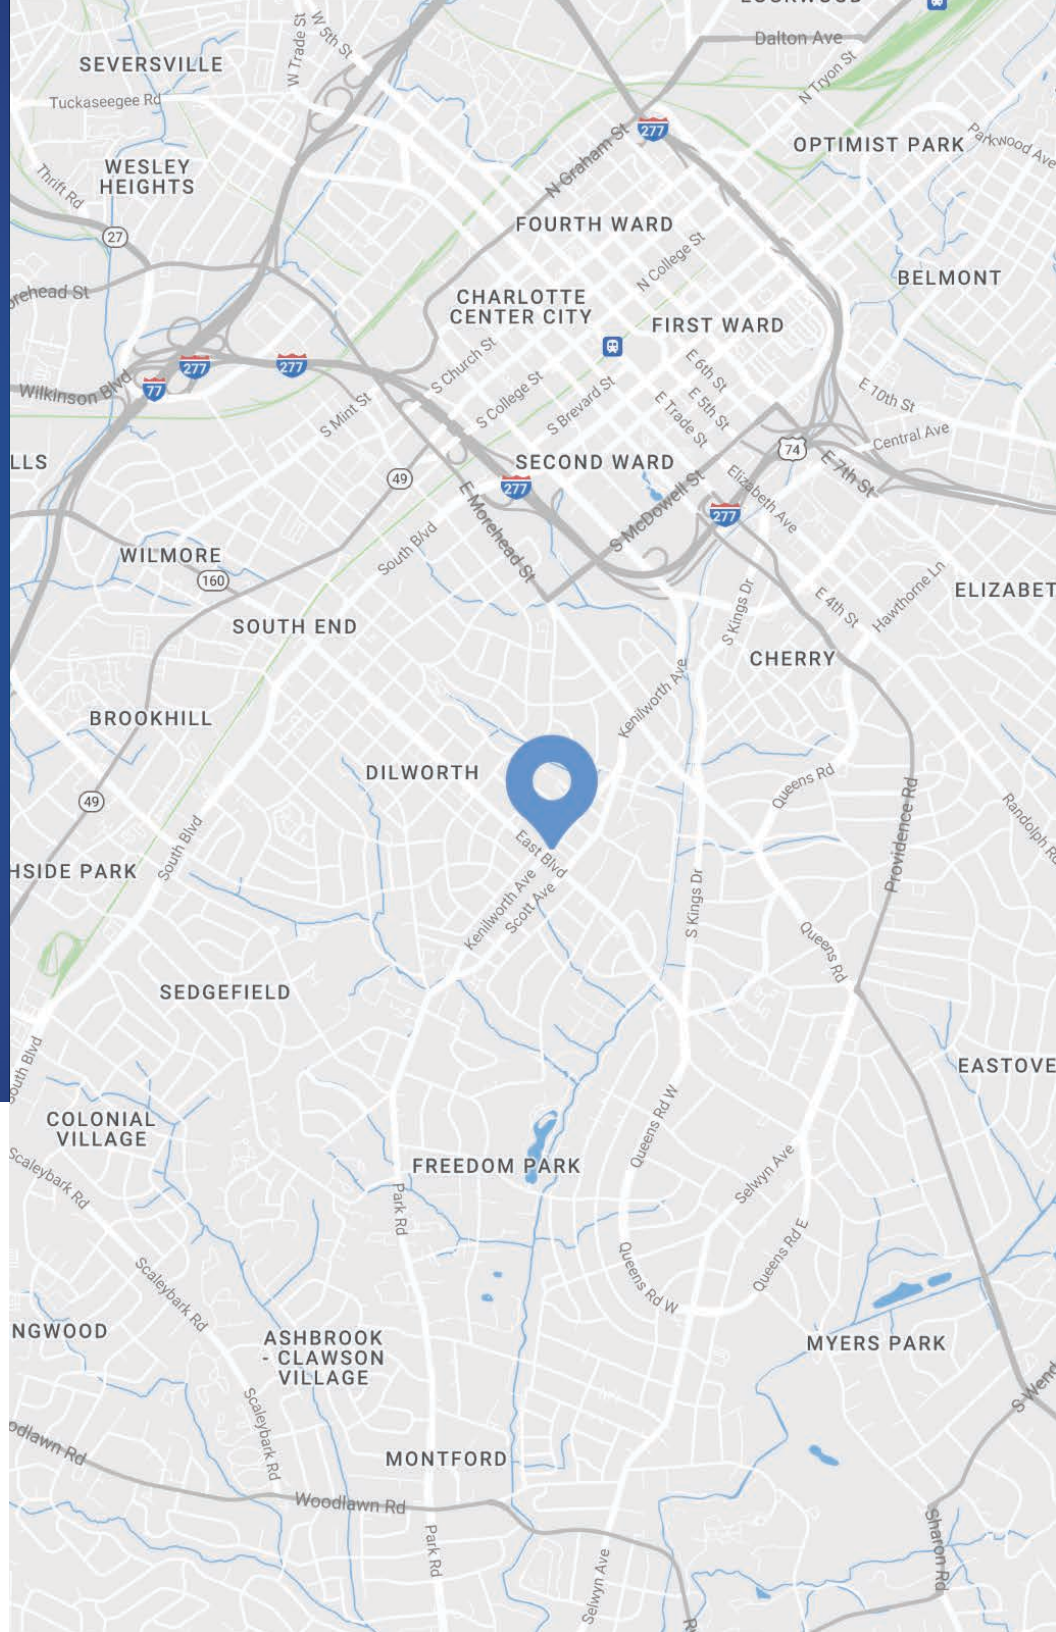 LOCKWOOD
Dalton Ave
W Trade St
W 5th St
SEVERSVILLE
N Tryon St
Tuckaseegee Rd
277
N Graham St
OPTIMIST PARK
Parkwood Ave
WESLEY
HEIGHTS
Thrift Rd
FOURTH WARD
27
N College St
BELMONT
orehead St
CHARLOTTE
CENTER CITY
FIRST WARD
S Church St
E 6th St
277
277
77
Wilkinson Blvd
S College St
S Brevard St
E 5th St
E 10th St
S Mint St
E Trade St
Central Ave
74
LLS
SECOND WARD
E 7th St
49
277
Elizabeth Ave
E Morehead St
S McDowell St
277
South Blvd
WILMORE
160
S Kings Dr
E 4th St
Hawthorne Ln
ELIZABET
SOUTH END
CHERRY
Kenilworth Ave
BROOKHILL
DILWORTH
Queens Rd
49
Providence Rd
Randolph Rd
South Blvd
East Blvd
HSIDE PARK
Kenilworth Ave
Scott Ave
S Kings Dr
Queens Rd
SEDGEFIELD
South Blvd
EASTOVE
COLONIAL
VILLAGE
Queens Rd W
Scaleybark Rd
FREEDOM PARK
Selwyn Ave
Park Rd
Queens Rd E
Scaleybark Rd
Queens Rd W
NGWOOD
ASHBROOK
- CLAWSON
VILLAGE
MYERS PARK
S Wend
Scaleybark Rd
odlawn Rd
MONTFORD
Woodlawn Rd
Park Rd
Sharon Rd
Selwyn Ave